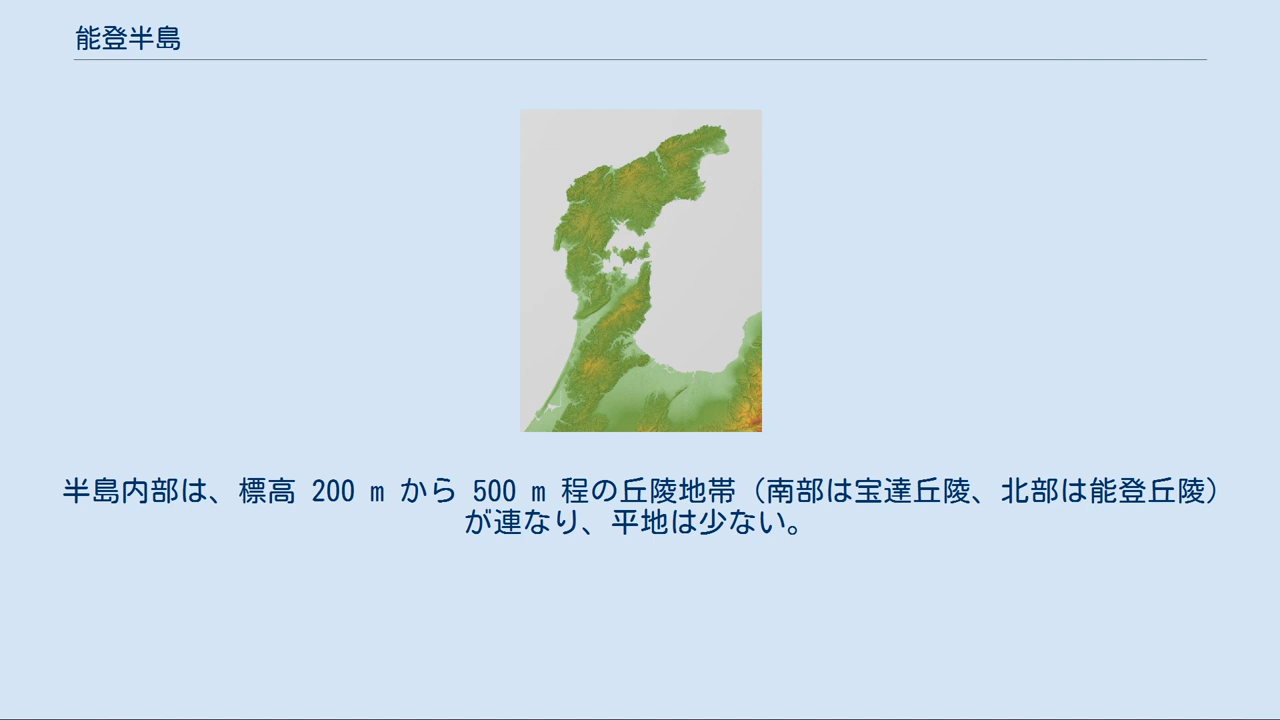 能登半島
半島内部は、標高 200 m から 500 m 程の丘陵地帯（南部は宝達丘陵、北部は能登丘陵）
が連なり、平地は少ない。